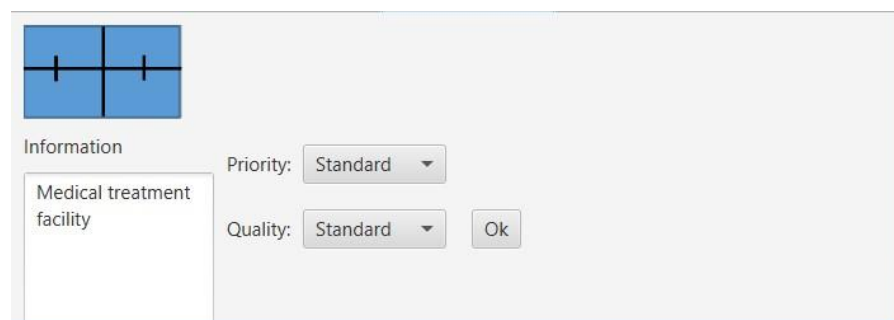 Information
Medical treatment
facility
Priority: Standard
Quality: Standard Ok